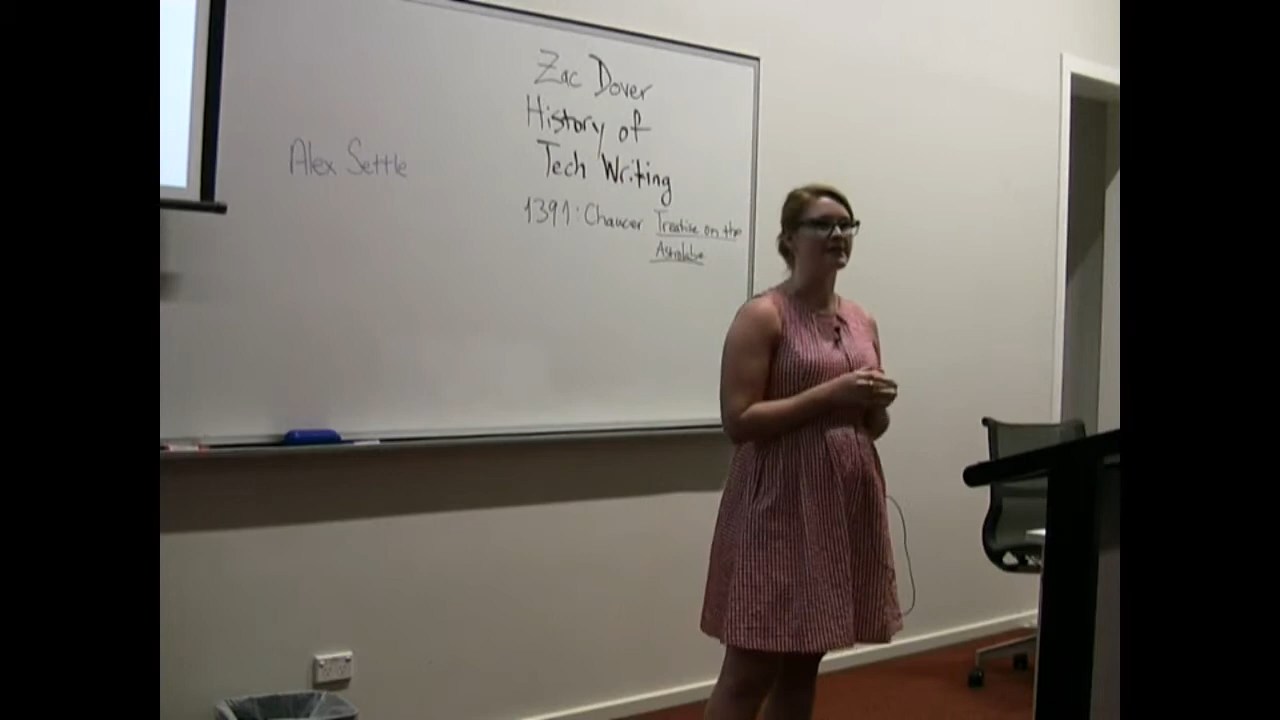 Alex Settle
Zac Dover
History of
Tech Writing
1391: Chaucer Treatise on the
Astrolabe